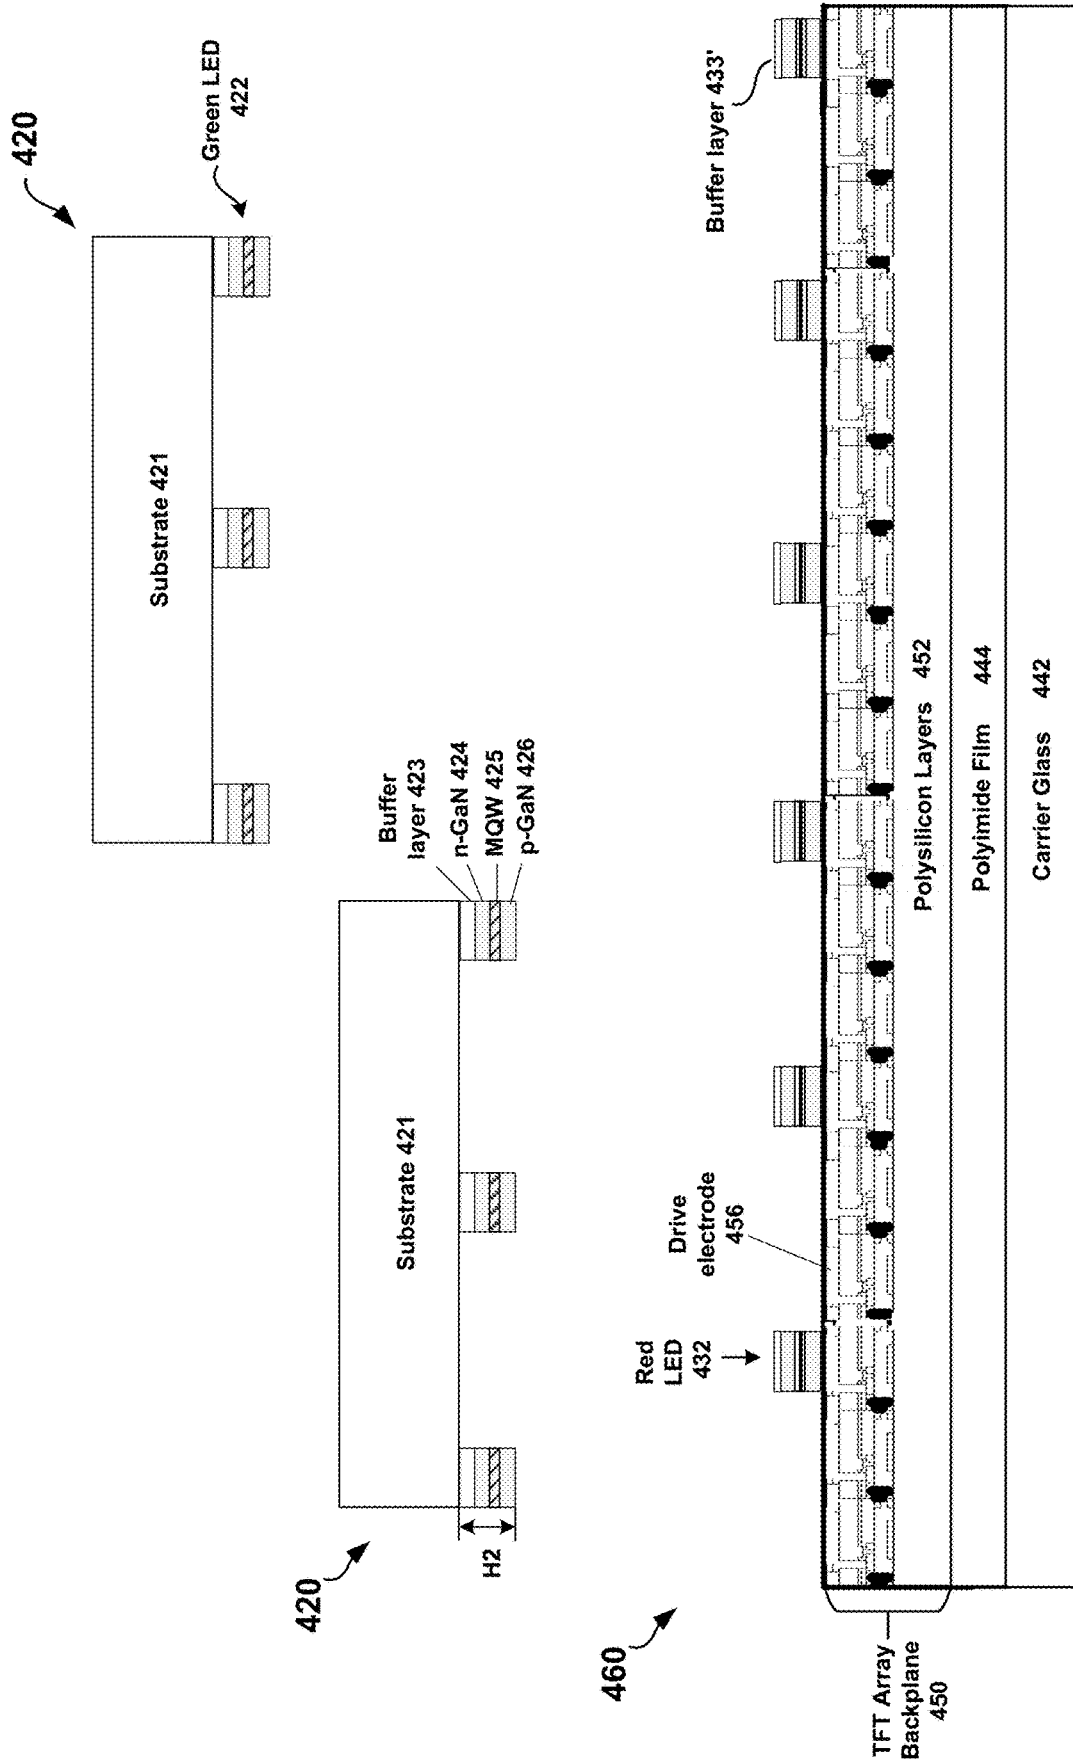 420
Green LED
422
Substrate 421
Buffer
layer 423
n-GaN 424
MQW 425
p-GaN 426
Substrate 421
H2
420
460
Red
LED
432
Drive
electrode
456
Buffer layer 433'
TFT Array
Backplane
450
Polysilicon Layers 452
Polyimide Film 444
Carrier Glass 442